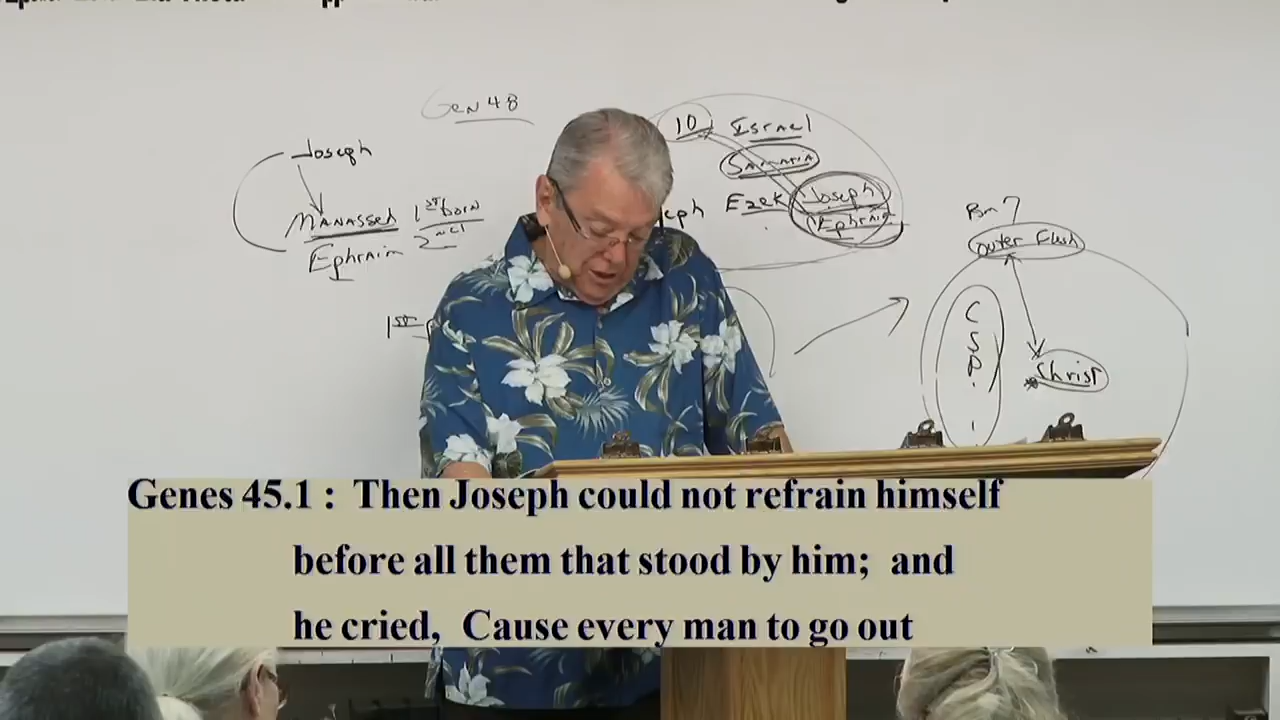 Gen 48
Joseph
Manasseh 1st Born
Ephraim 2nd
1st
10 Israel
Samaria
Ezek Joseph
Ephraim
Rm 7
outer Flesh
C
S
P
Christ
Genes 45.1 : Then Joseph could not refrain himself
before all them that stood by him; and
he cried, Cause every man to go out